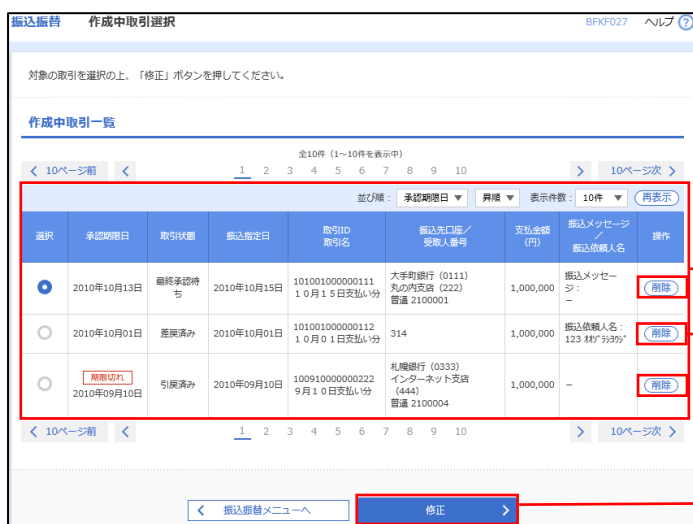 振込振替 作成中取引選択 BFKF027 ヘルプ ?
対象の取引を選択の上、「修正」ボタンを押してください。
作成中取引一覧
全10件（1～10件を表示中）
10ページ前 1 2 3 4 5 6 7 8 9 10 10ページ次
並び順： 承認期限日 ▼ 昇順 ▼ 表示件数： 10件 ▼ 再表示
選択 承認期限日 取引状態 振込指定日 取引ID 取引名 振込先口座／ 受取人番号 支払金額 （円） 振込メッセージ ／ 振込依頼人名 操作
2010年10月13日 最終承認待ち 2010年10月15日 101001000000111 １０月１５日支払い分 大手町銀行（0111） 丸の内支店（222） 普通 2100001 1,000,000 振込メッセージ： － 削除
2010年10月01日 差戻済み 2010年10月01日 101001000000112 １０月０１日支払い分 314 1,000,000 振込依頼人名： 123 削除
期限切れ 2010年09月10日 引戻済み 2010年09月10日 100910000000222 ９月１０日支払い分 札幌銀行（0333） インターネット支店 （444） 普通 2100004 1,000,000 － 削除
10ページ前 1 2 3 4 5 6 7 8 9 10 10ページ次
振込振替メニューへ 修正